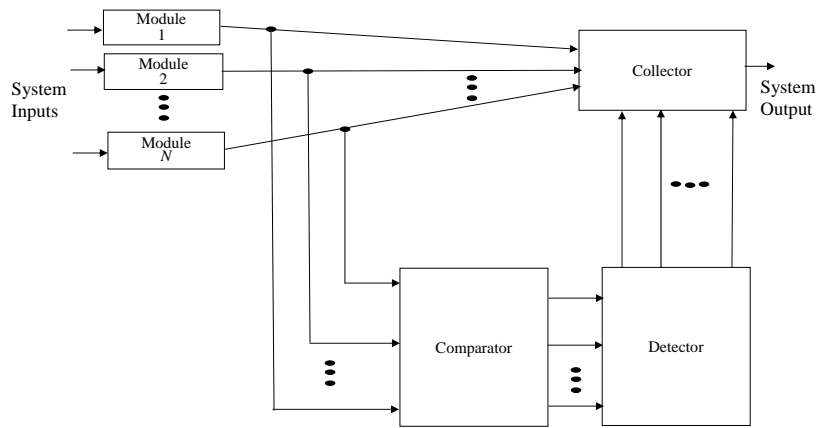 Module
1
Module
2
System
Inputs
Module
N
Collector
System
Output
Comparator
Detector